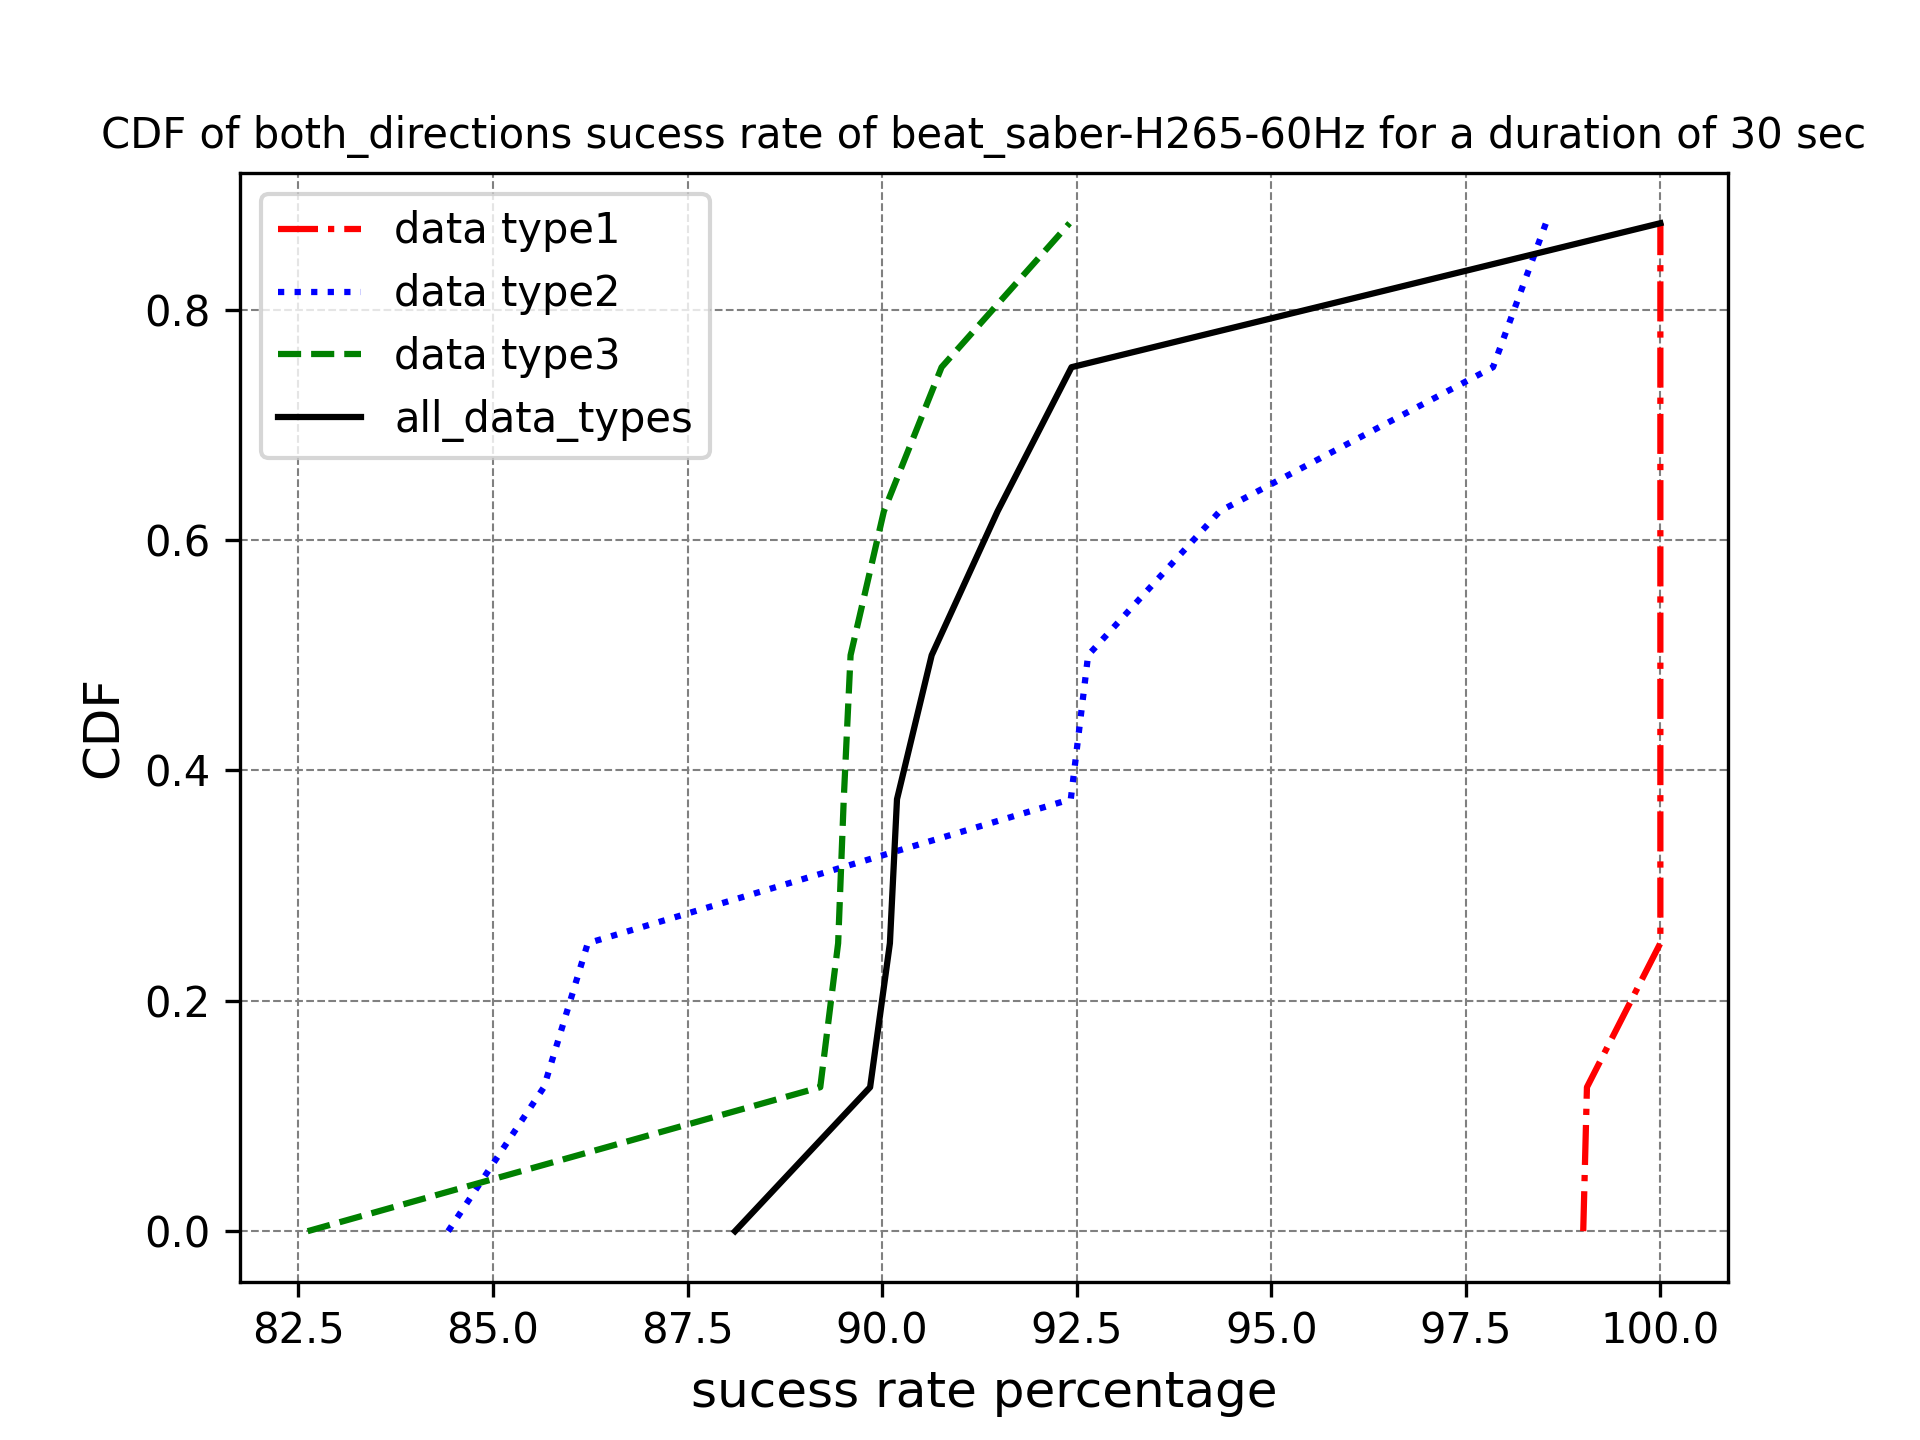 CDF of both_directions sucess rate of beat_saber-H265-60Hz for a duration of 30 sec
data type1
data type2
data type3
all_data_types
0.8
0.6
0.4
0.2
0.0
CDF
82.5 85.0 87.5 90.0 92.5 95.0 97.5 100.0
sucess rate percentage